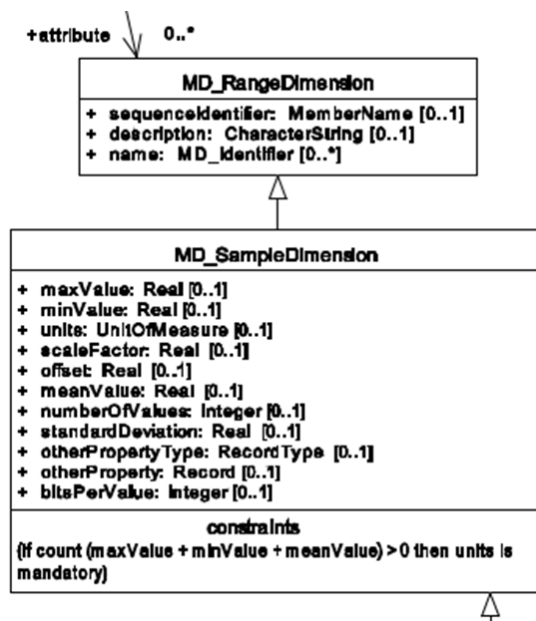 +attribute 0..*
MD_RangeDimension
+ sequenceIdentifier: MemberName [0..1]
+ description: CharacterString [0..1]
+ name: MD_Identifier [0..*]
MD_SampleDimension
+ maxValue: Real [0..1]
+ minValue: Real [0..1]
+ units: UnitOfMeasure [0..1]
+ scaleFactor: Real [0..1]
+ offset: Real [0..1]
+ meanValue: Real [0..1]
+ numberOfValues: Integer [0..1]
+ standardDeviation: Real [0..1]
+ otherPropertyType: RecordType [0..1]
+ otherProperty: Record [0..1]
+ bitsPerValue: Integer [0..1]
constraints
{If count (maxValue + minValue + meanValue) > 0 then units is
mandatory}